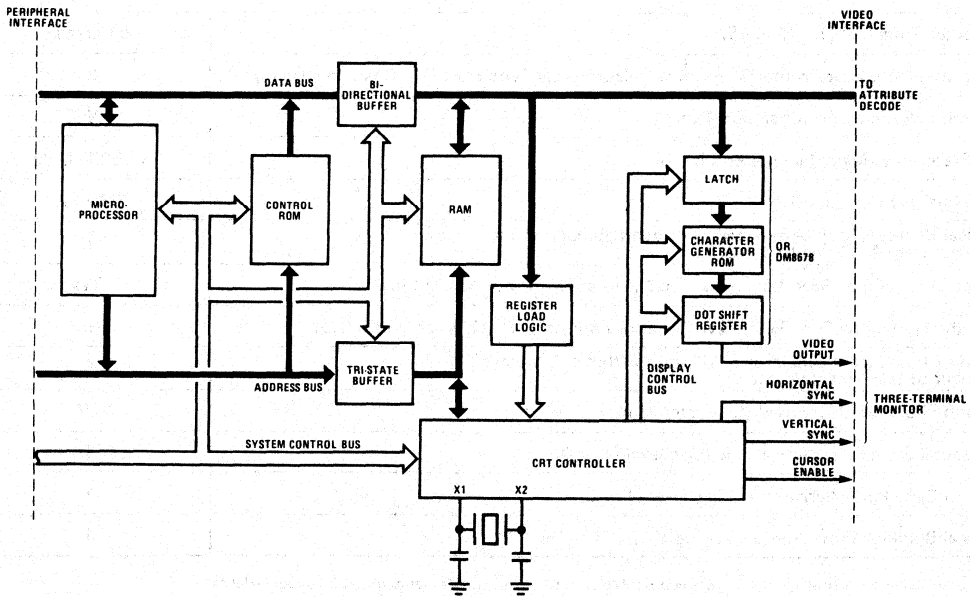 PERIPHERAL
INTERFACE
VIDEO
INTERFACE
DATA BUS
BI-
DIRECTIONAL
BUFFER
TO
ATTRIBUTE
DECODE
MICRO-
PROCESSOR
CONTROL
ROM
RAM
LATCH
CHARACTER
GENERATOR
ROM
OR
DM8678
REGISTER
LOAD
LOGIC
DOT SHIFT
REGISTER
ADDRESS BUS
TRI-STATE
BUFFER
DISPLAY
CONTROL
BUS
VIDEO
OUTPUT
HORIZONTAL
SYNC
THREE-TERMINAL
MONITOR
VERTICAL
SYNC
SYSTEM CONTROL BUS
CRT CONTROLLER
CURSOR
ENABLE
X1
X2